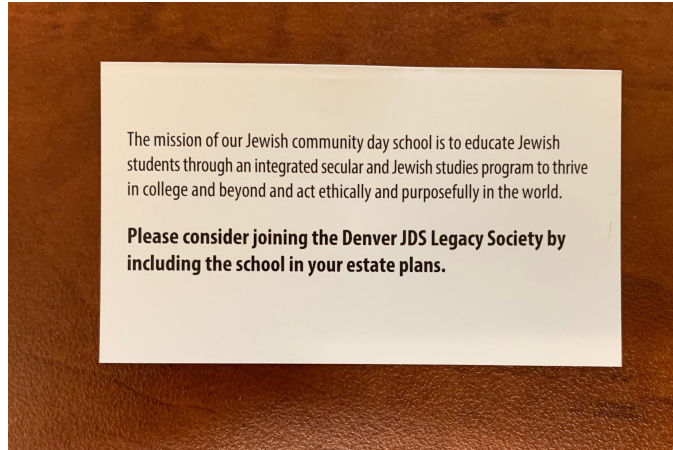 The mission of our Jewish community day school is to educate Jewish
students through an integrated secular and Jewish studies program to thrive
in college and beyond and act ethically and purposefully in the world.
Please consider joining the Denver JDS Legacy Society by
including the school in your estate plans.